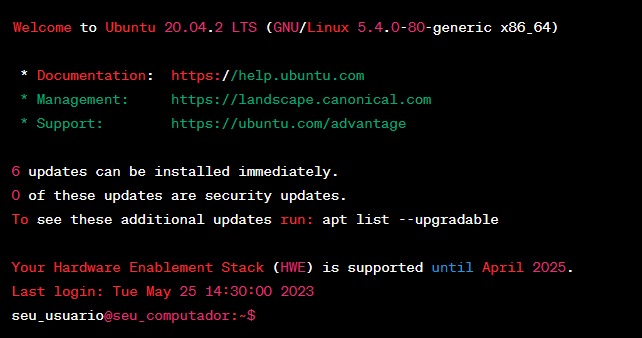 Welcome to Ubuntu 20.04.2 LTS (GNU/Linux 5.4.0-80-generic x86_64)
* Documentation: https://help.ubuntu.com
* Management: https://landscape.canonical.com
* Support: https://ubuntu.com/advantage
6 updates can be installed immediately.
0 of these updates are security updates.
To see these additional updates run: apt list --upgradable
Your Hardware Enablement Stack (HWE) is supported until April 2025.
Last login: Tue May 25 14:30:00 2023
seu_usuario@seu_computador:~$